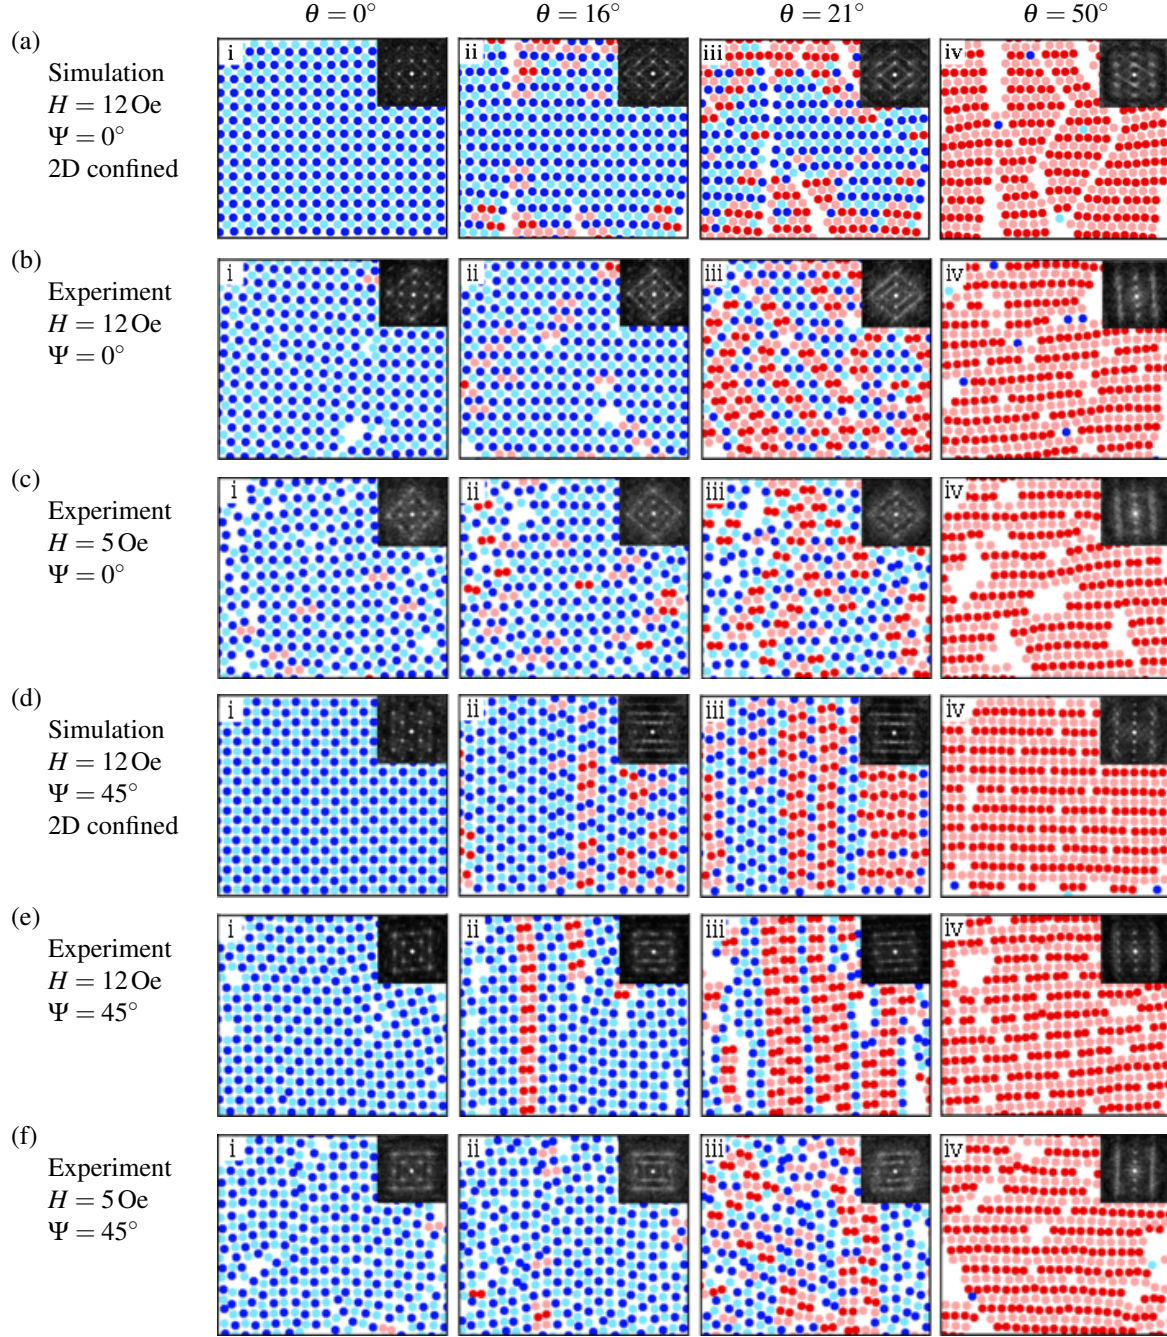 θ = 0° θ = 16° θ = 21° θ = 50°
(a)
Simulation
H = 12 Oe
Ψ = 0°
2D confined
i ii iii iv
(b)
Experiment
H = 12 Oe
Ψ = 0°
i ii iii iv
(c)
Experiment
H = 5 Oe
Ψ = 0°
i ii iii iv
(d)
Simulation
H = 12 Oe
Ψ = 45°
2D confined
i ii iii iv
(e)
Experiment
H = 12 Oe
Ψ = 45°
i ii iii iv
(f)
Experiment
H = 5 Oe
Ψ = 45°
i ii iii iv